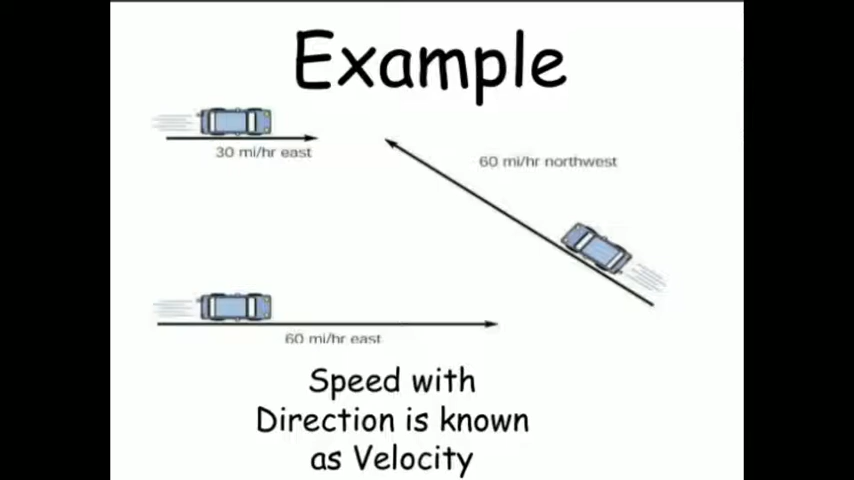 Example
30 mi/hr east
60 mi/hr northwest
60 mi/hr east
Speed with
Direction is known
as Velocity